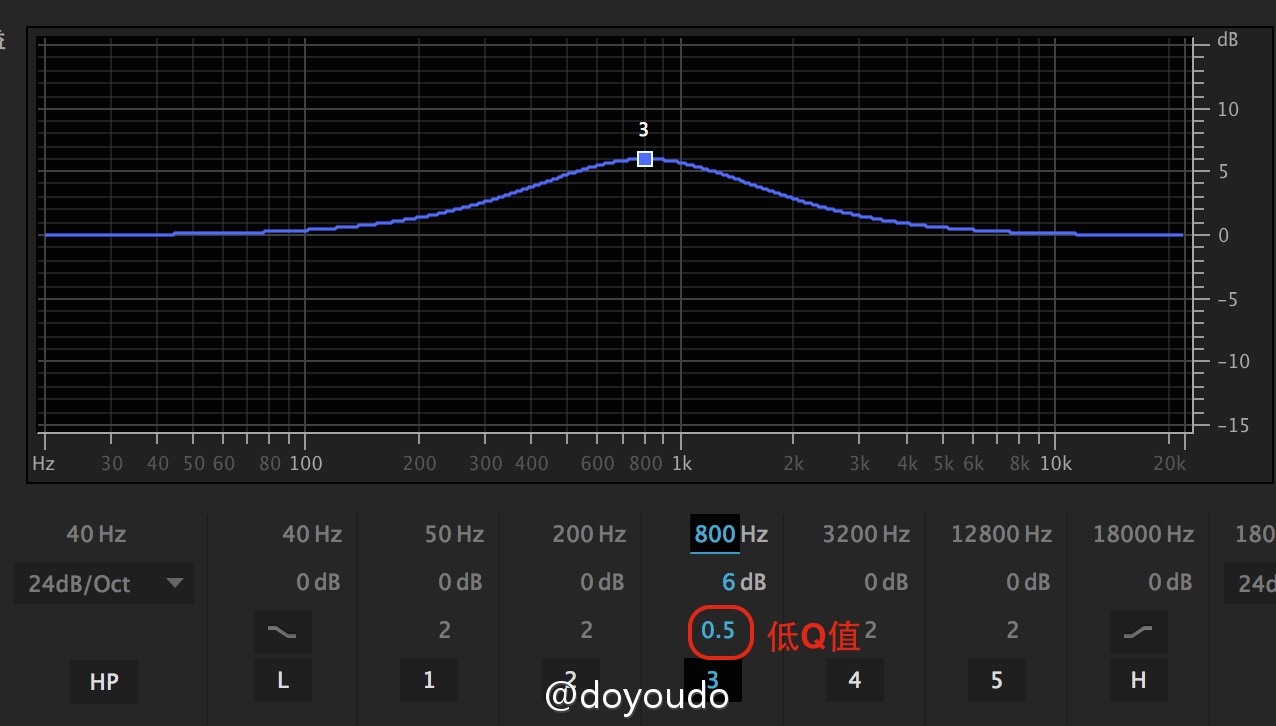 dB
3
10
5
0
-5
-10
-15
Hz 30 40 50 60 80 100 200 300 400 600 800 1k 2k 3k 4k 5k 6k 8k 10k 20k
40 Hz 40 Hz 50 Hz 200 Hz 800 Hz 3200 Hz 12800 Hz 18000 Hz 180
24dB/Oct 0 dB 0 dB 0 dB 6 dB 0 dB 0 dB 0 dB 24d
2 2 0.5 低Q值 2 2
HP L 1 2 3 4 5 H
@doyoudo